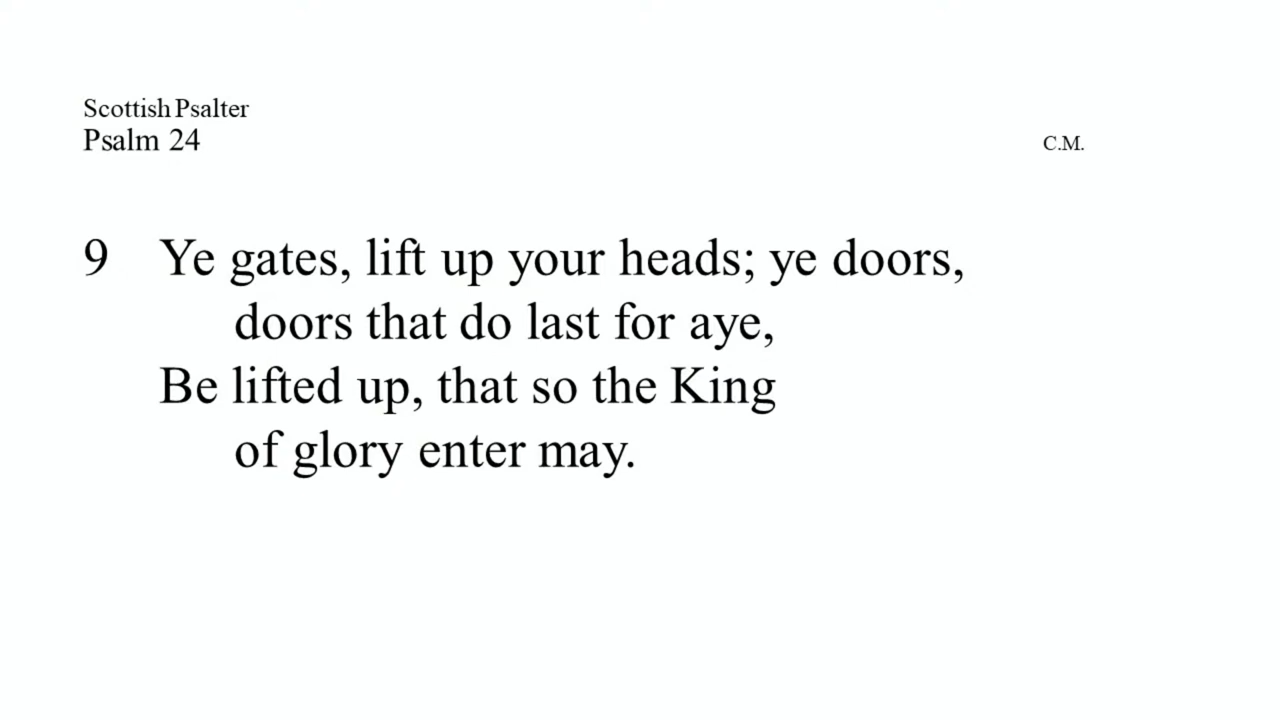 Scottish Psalter
Psalm 24 C.M.
9 Ye gates, lift up your heads; ye doors,
doors that do last for aye,
Be lifted up, that so the King
of glory enter may.